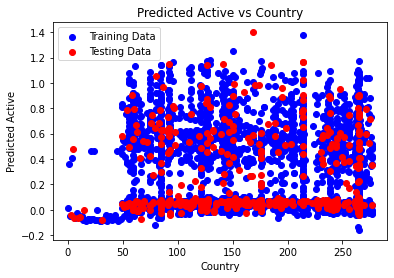 Predicted Active vs Country
Training Data
Testing Data
Predicted Active
1.4
1.2
1.0
0.8
0.6
0.4
0.2
0.0
−0.2
0 50 100 150 200 250
Country